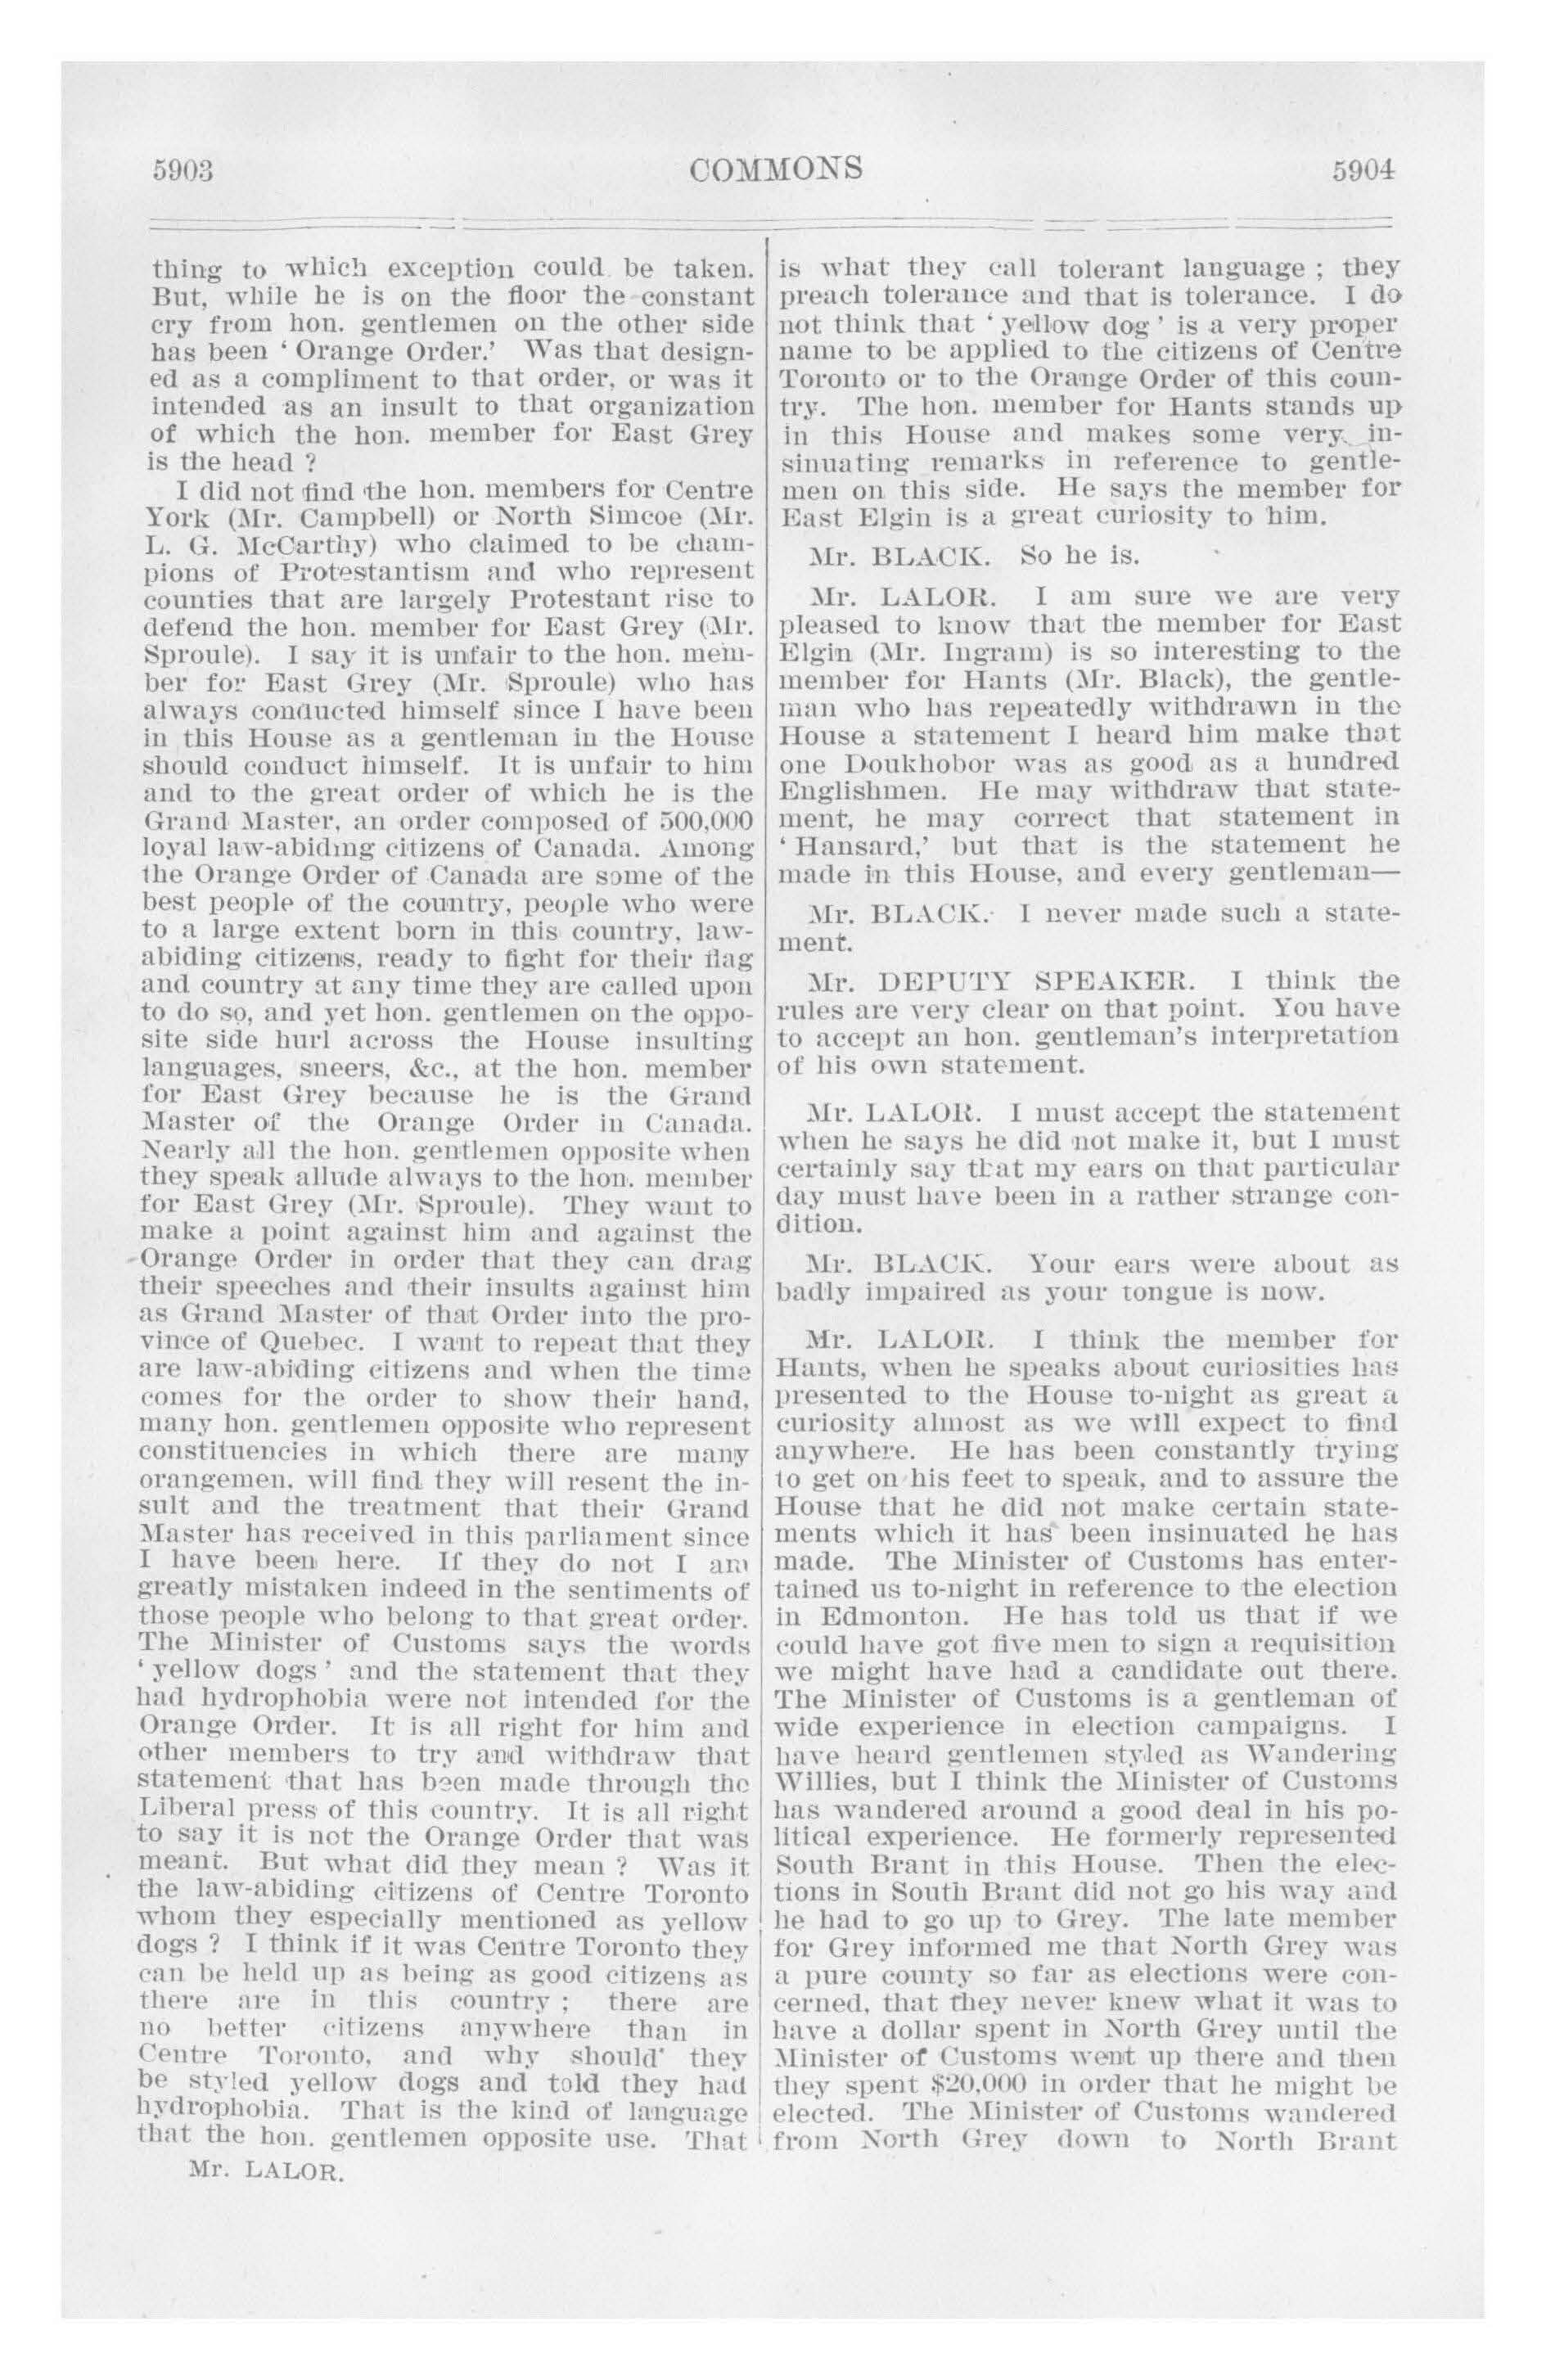 5903
COMMONS
5904
thing to which exception could be taken.
But, while he is on the floor the constant
cry from hon. gentlemen on the other side
has been ‘ Orange Order.’ Was that design-
ed as a compliment to that order, or was it
intended as an insult to that organization
of which the hon. member for East Grey
is the head ?
I did not find the hon. members for Centre
York (Mr. Campbell) or North Simcoe (Mr.
L. G. McCarthy) who claimed to be cham-
pions of Protestantism and who represent
counties that are largely Protestant rise to
defend the hon. member for East Grey (Mr.
Sproule). I say it is unfair to the hon. mem-
ber for East Grey (Mr. Sproule) who has
always conducted himself since I have been
in this House as a gentleman in the House
should conduct himself. It is unfair to him
and to the great order of which he is the
Grand Master, an order composed of 500,000
loyal law-abiding citizens of Canada. Among
the Orange Order of Canada are some of the
best people of the country, people who were
to a large extent born in this country, law-
abiding citizens, ready to fight for their flag
and country at any time they are called upon
to do so, and yet hon. gentlemen on the oppo-
site side hurl across the House insulting
languages, sneers, &c., at the hon. member
for East Grey because he is the Grand
Master of the Orange Order in Canada.
Nearly all the hon. gentlemen opposite when
they speak allude always to the hon. member
for East Grey (Mr. Sproule). They want to
make a point against him and against the
Orange Order in order that they can drag
their speeches and their insults against him
as Grand Master of that Order into the pro-
vince of Quebec. I want to repeat that they
are law-abiding citizens and when the time
comes for the order to show their hand,
many hon. gentlemen opposite who represent
constituencies in which there are many
orangemen, will find they will resent the in-
sult and the treatment that their Grand
Master has received in this parliament since
I have been here. If they do not I am
greatly mistaken indeed in the sentiments of
those people who belong to that great order.
The Minister of Customs says the words
‘ yellow dogs ’ and the statement that they
had hydrophobia were not intended for the
Orange Order. It is all right for him and
other members to try and withdraw that
statement that has been made through the
Liberal press of this country. It is all right
to say it is not the Orange Order that was
meant. But what did they mean ? Was it
the law-abiding citizens of Centre Toronto
whom they especially mentioned as yellow
dogs ? I think if it was Centre Toronto they
can be held up as being as good citizens as
there are in this country ; there are
no better citizens anywhere than in
Centre Toronto, and why should they
be styled yellow dogs and told they had
hydrophobia. That is the kind of language
that the hon. gentlemen opposite use. That
Mr. LALOR.
is what they call tolerant language ; they
preach tolerance and that is tolerance. I do
not think that ‘ yellow dog ’ is a very proper
name to be applied to the citizens of Centre
Toronto or to the Orange Order of this coun-
try. The hon. member for Hants stands up
in this House and makes some very in-
sinuating remarks in reference to gentle-
men on this side. He says the member for
East Elgin is a great curiosity to him.
Mr. BLACK. So he is.
Mr. LALOR. I am sure we are very
pleased to know that the member for East
Elgin (Mr. Ingram) is so interesting to the
member for Hants (Mr. Black), the gentle-
man who has repeatedly withdrawn in the
House a statement I heard him make that
one Doukhobor was as good as a hundred
Englishmen. He may withdraw that state-
ment, he may correct that statement in
‘ Hansard,’ but that is the statement he
made in this House, and every gentleman—
Mr. BLACK. I never made such a state-
ment.
Mr. DEPUTY SPEAKER. I think the
rules are very clear on that point. You have
to accept an hon. gentleman's interpretation
of his own statement.
Mr. LALOR. I must accept the statement
when he says he did not make it, but I must
certainly say that my ears on that particular
day must have been in a rather strange con-
dition.
Mr. BLACK. Your ears were about as
badly impaired as your tongue is now.
Mr. LALOR. I think the member for
Hants, when he speaks about curiosities has
presented to the House to-night as great a
curiosity almost as we will expect to find
anywhere. He has been constantly trying
to get on his feet to speak, and to assure the
House that he did not make certain state-
ments which it has been insinuated he has
made. The Minister of Customs has enter-
tained us to-night in reference to the election
in Edmonton. He has told us that if we
could have got five men to sign a requisition
we might have had a candidate out there.
The Minister of Customs is a gentleman of
wide experience in election campaigns. I
have heard gentlemen styled as Wandering
Willies, but I think the Minister of Customs
has wandered around a good deal in his po-
litical experience. He formerly represented
South Brant in this House. Then the elec-
tions in South Brant did not go his way and
he had to go up to Grey. The late member
for Grey informed me that North Grey was
a pure county so far as elections were con-
cerned, that they never knew what it was to
have a dollar spent in North Grey until the
Minister of Customs went up there and then
they spent $20,000 in order that he might be
elected. The Minister of Customs wandered
from North Grey down to North Brant